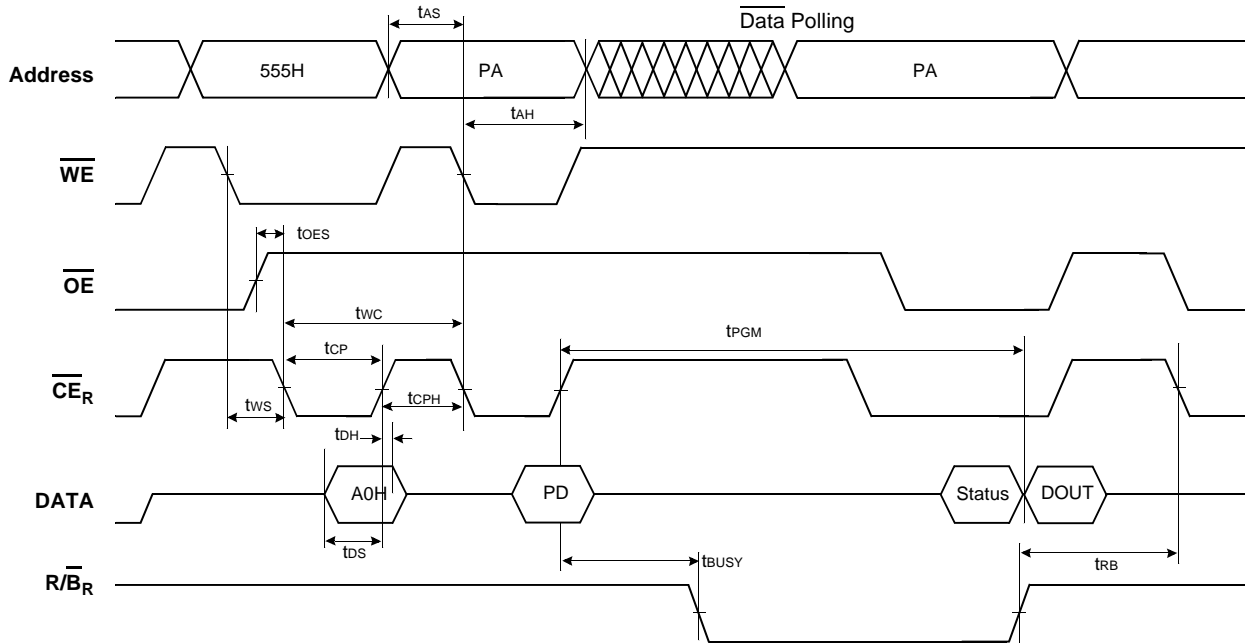 tAS
Data Polling
Address
555H
PA
PA
tAH
WE
tOES
OE
tWC
tPGM
tCP
CER
tWS
tCPH
tDH
DATA
A0H
PD
Status
DOUT
tDS
tBUSY
tRB
R/BR